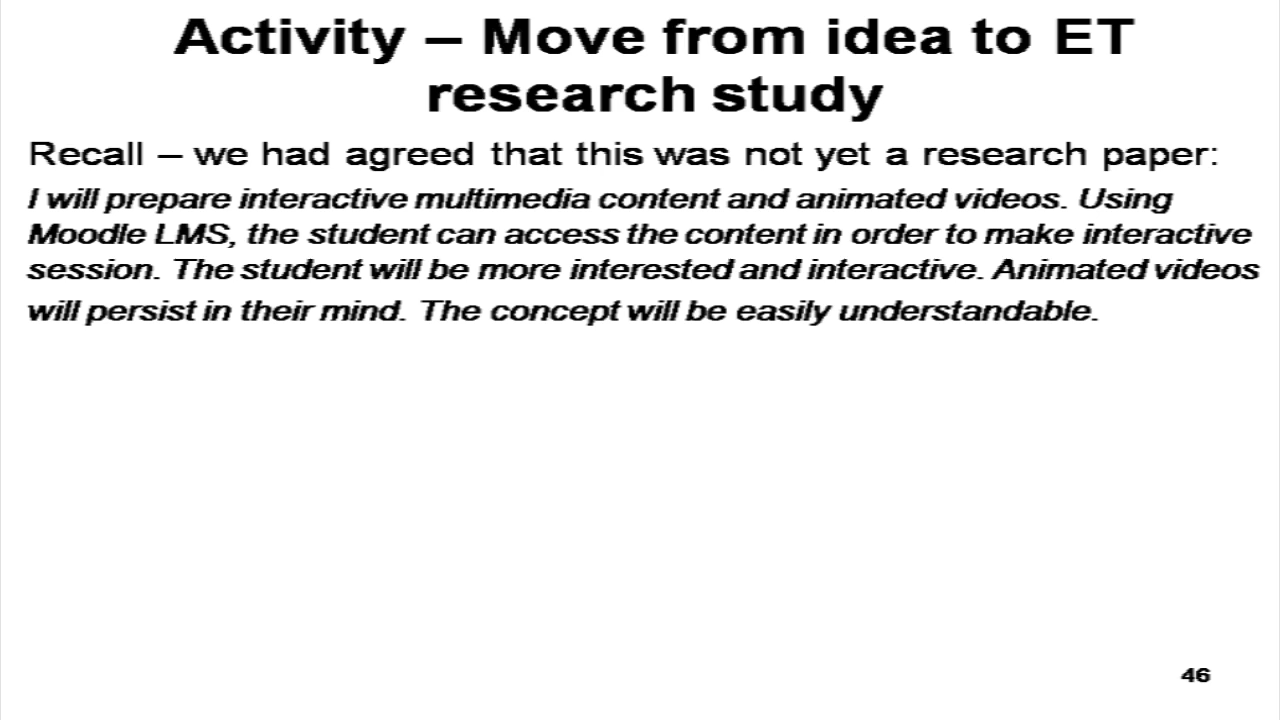 Activity – Move from idea to ET
research study
Recall – we had agreed that this was not yet a research paper:
I will prepare interactive multimedia content and animated videos. Using
Moodle LMS, the student can access the content in order to make interactive
session. The student will be more interested and interactive. Animated videos
will persist in their mind. The concept will be easily understandable.
46